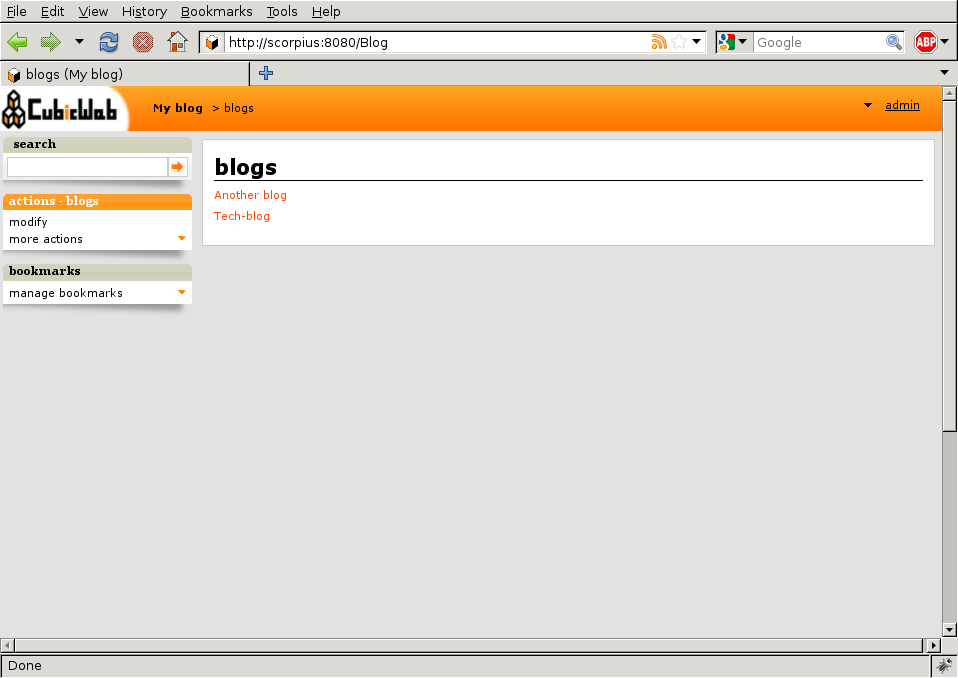 File Edit View History Bookmarks Tools Help
http://scorpius:8080/Blog
Google
ABP
blogs (My blog)
CubicWeb
My blog > blogs
admin
search
blogs
actions - blogs
Another blog
modify
Tech-blog
more actions
bookmarks
manage bookmarks
Done